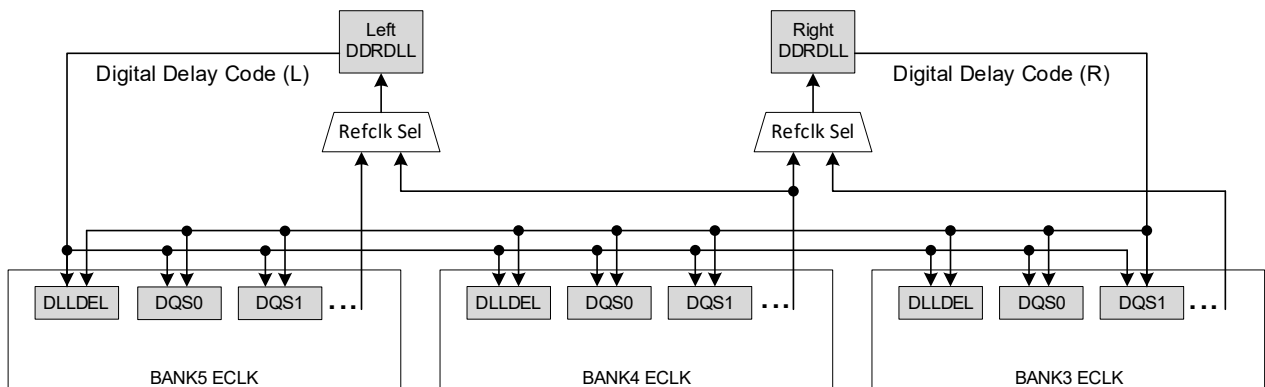 Left
DDRDLL
Right
DDRDLL
Digital Delay Code (L)
Digital Delay Code (R)
Refclk Sel
Refclk Sel
DLLDEL
DQS0
DQS1
...
DLLDEL
DQS0
DQS1
...
DLLDEL
DQS0
DQS1
...
BANK5 ECLK
BANK4 ECLK
BANK3 ECLK